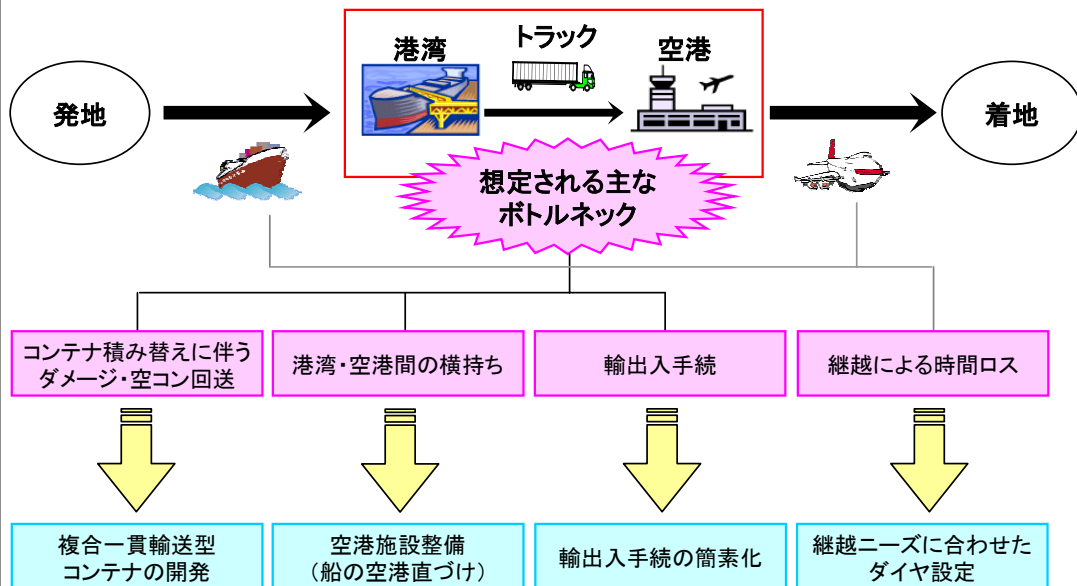 発地
港湾
トラック
空港
着地
想定される主な
ボトルネック
コンテナ積み替えに伴う
ダメージ・空コン回送
港湾・空港間の横持ち
輸出入手続
継越による時間ロス
複合一貫輸送型
コンテナの開発
空港施設整備
（船の空港直づけ）
輸出入手続の簡素化
継越ニーズに合わせた
ダイヤ設定